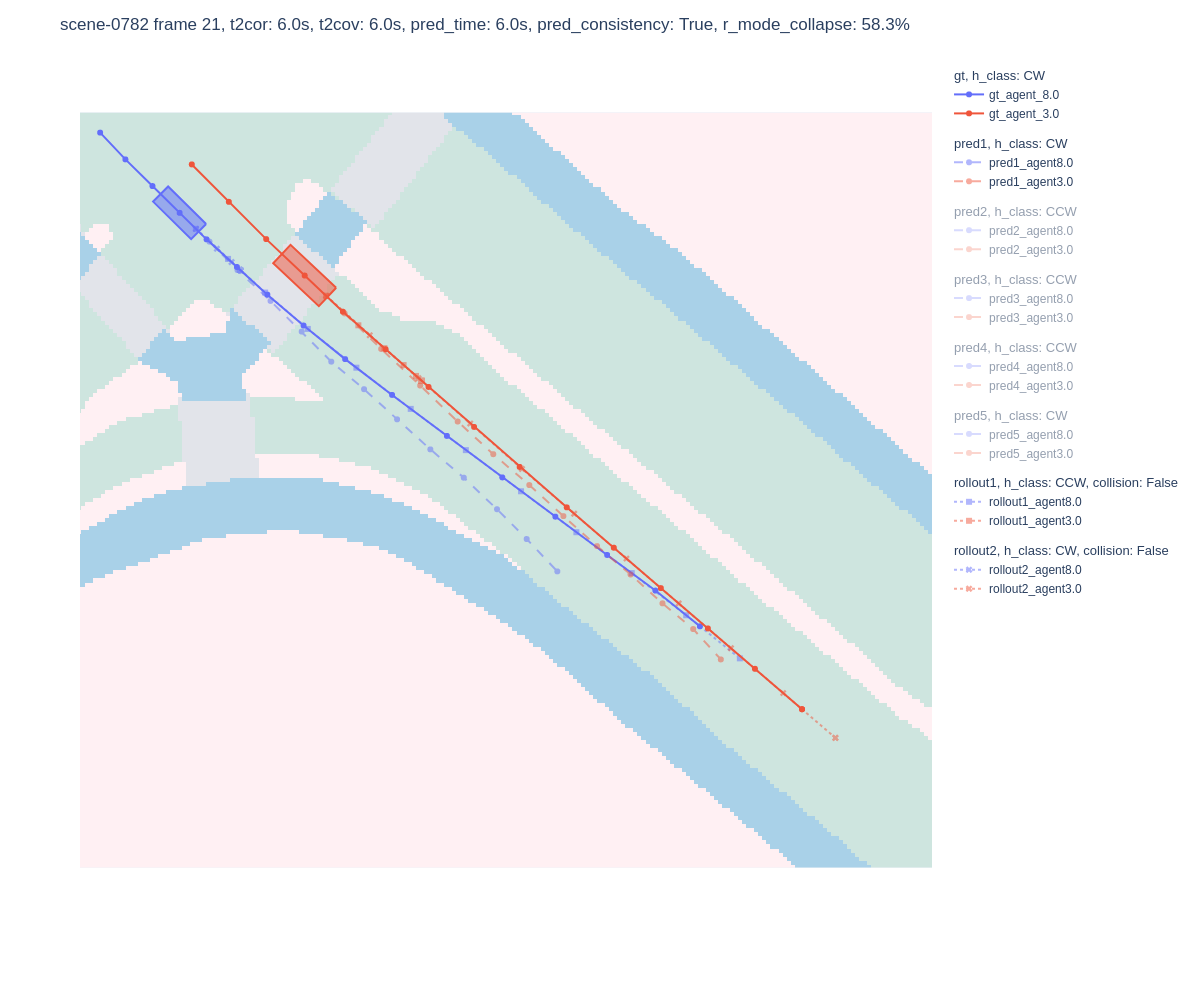 scene-0782 frame 21, t2cor: 6.0s, t2cov: 6.0s, pred_time: 6.0s, pred_consistency: True, r_mode_collapse: 58.3%
gt, h_class: CW
gt_agent_8.0
gt_agent_3.0
pred1, h_class: CW
pred1_agent8.0
pred1_agent3.0
pred2, h_class: CCW
pred2_agent8.0
pred2_agent3.0
pred3, h_class: CCW
pred3_agent8.0
pred3_agent3.0
pred4, h_class: CCW
pred4_agent8.0
pred4_agent3.0
pred5, h_class: CW
pred5_agent8.0
pred5_agent3.0
rollout1, h_class: CCW, collision: False
rollout1_agent8.0
rollout1_agent3.0
rollout2, h_class: CW, collision: False
rollout2_agent8.0
rollout2_agent3.0